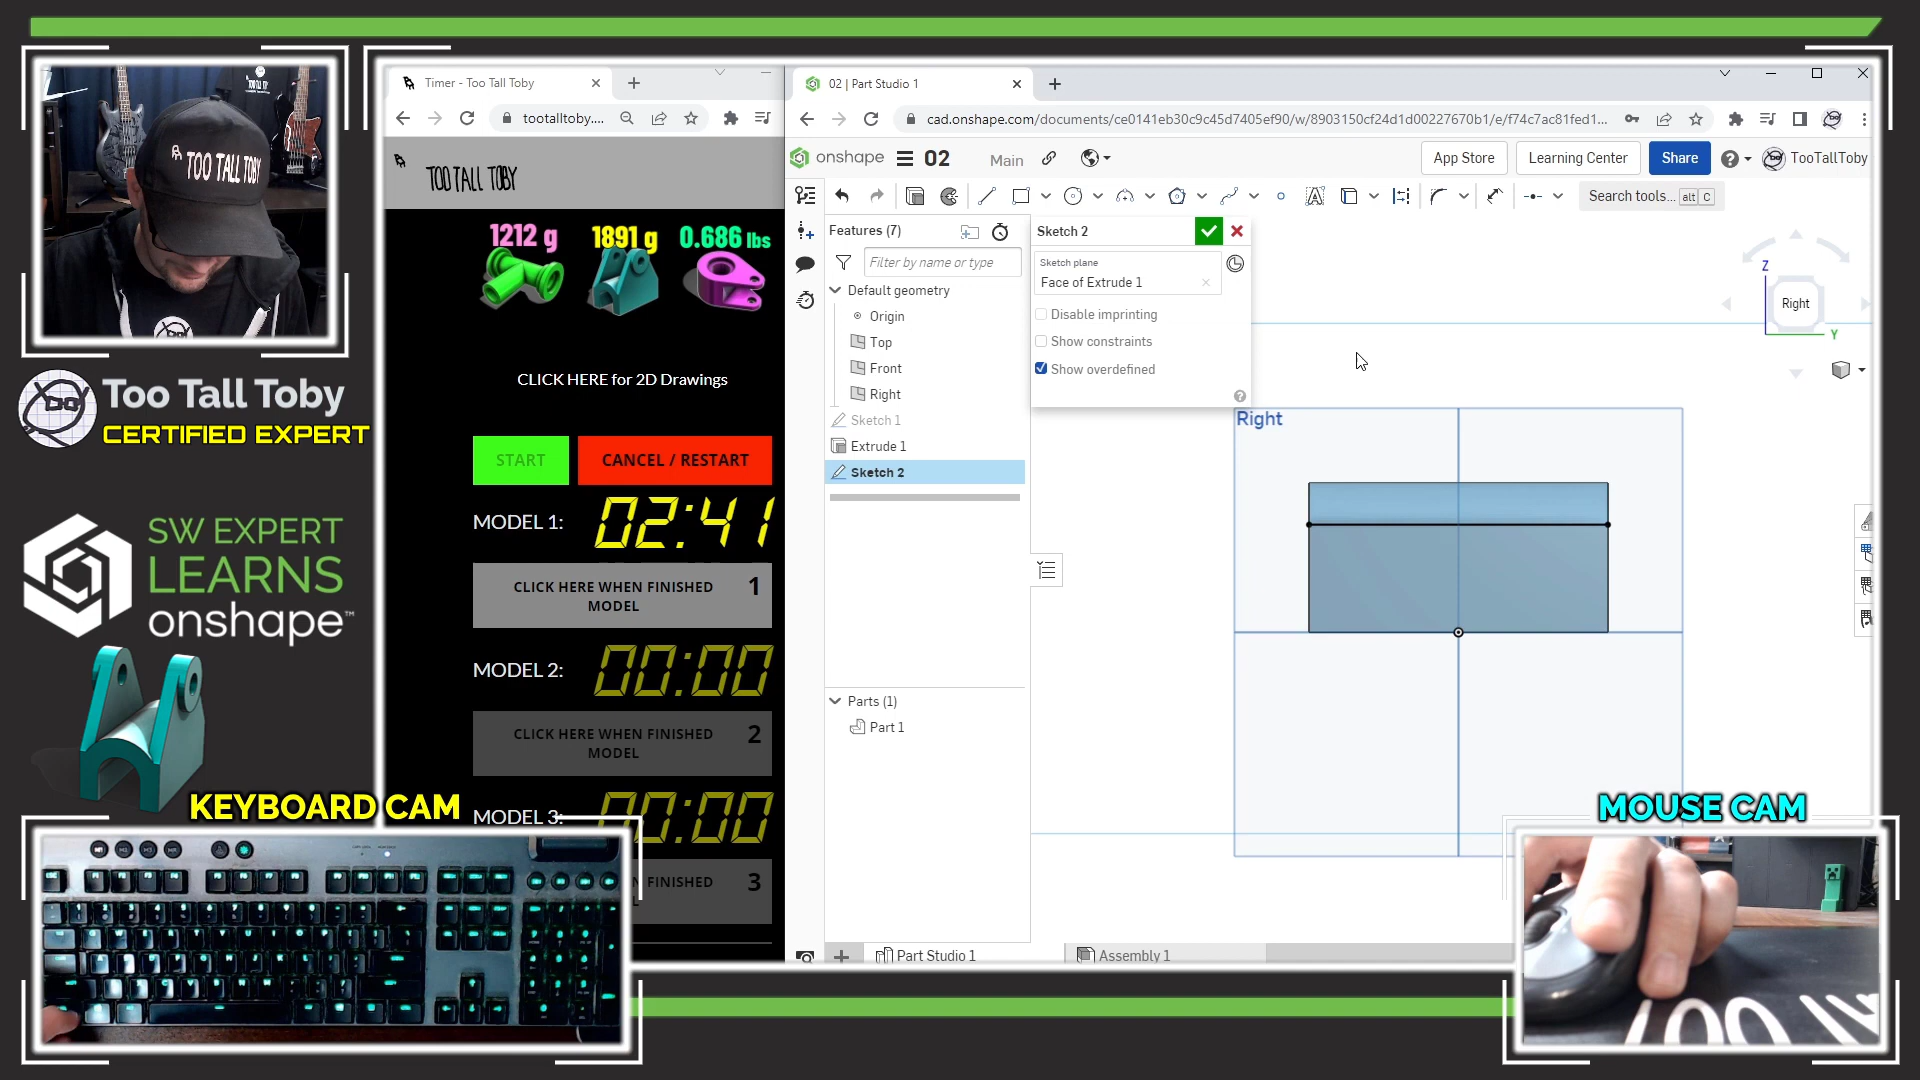 Timer - Too Tall Toby
02 | Part Studio 1
tootalltoby....
cad.onshape.com/documents/ce0141eb30c9c45d7405ef90/w/8903150cf24d1d00227670b1/e/f74c7ac81fed1...
onshape
02
Main
App Store
Learning Center
Share
TooTallToby
TOO TALL TOBY
TOO TALL TOBY
Search tools...
alt
C
1212 g
1891 g
0.686 lbs
Features (7)
Filter by name or type
Default geometry
Origin
Top
Front
Right
Sketch 1
Extrude 1
Sketch 2
Sketch 2
Sketch plane
Face of Extrude 1
Disable imprinting
Show constraints
Show overdefined
Z
Right
Y
Right
CLICK HERE for 2D Drawings
Too Tall Toby
CERTIFIED EXPERT
START
CANCEL / RESTART
MODEL 1:
02:41
CLICK HERE WHEN FINISHED
MODEL
1
SW EXPERT
LEARNS
onshape™
MODEL 2:
00:00
CLICK HERE WHEN FINISHED
MODEL
2
Parts (1)
Part 1
MODEL 3:
00:00
FINISHED
3
KEYBOARD CAM
MOUSE CAM
Part Studio 1
Assembly 1